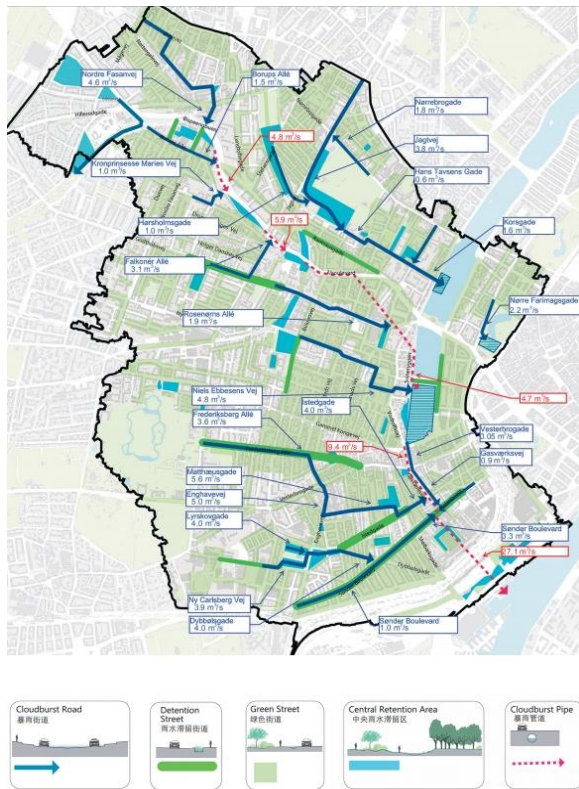 Nordre Fasanvej
4.6 m³/s
Borups Allé
1.5 m³/s
Nørrebrogade
1.8 m³/s
Jagtvej
3.8 m³/s
4.8 m³/s
Kronprinsesse Maries Vej
1.0 m³/s
Hans Tavsens Gade
0.6 m³/s
Hørsholmsgade
1.0 m³/s
5.9 m³/s
Korsgade
1.6 m³/s
Falkoner Allé
3.1 m³/s
Rosenørns Allé
1.9 m³/s
Nørre Farimagsgade
2.2 m³/s
Niels Ebbesens Vej
4.8 m³/s
Istedgade
4.0 m³/s
4.7 m³/s
Frederiksberg Allé
3.6 m³/s
9.4 m³/s
Vesterbrogade
0.05 m³/s
Gasværksvej
0.9 m³/s
Matthæusgade
5.6 m³/s
Enghavevej
5.0 m³/s
Lyrskovgade
4.0 m³/s
Sønder Boulevard
3.3 m³/s
27.1 m³/s
Dybbølsgade
Ny Carlsberg Vej
3.9 m³/s
Dybbølsgade
4.0 m³/s
Sønder Boulevard
1.0 m³/s
Cloudburst Road
暴雨街道
Detention
Street
雨水滞留街道
Green Street
绿色街道
Central Retention Area
中央雨水滞留区
Cloudburst Pipe
暴雨管道